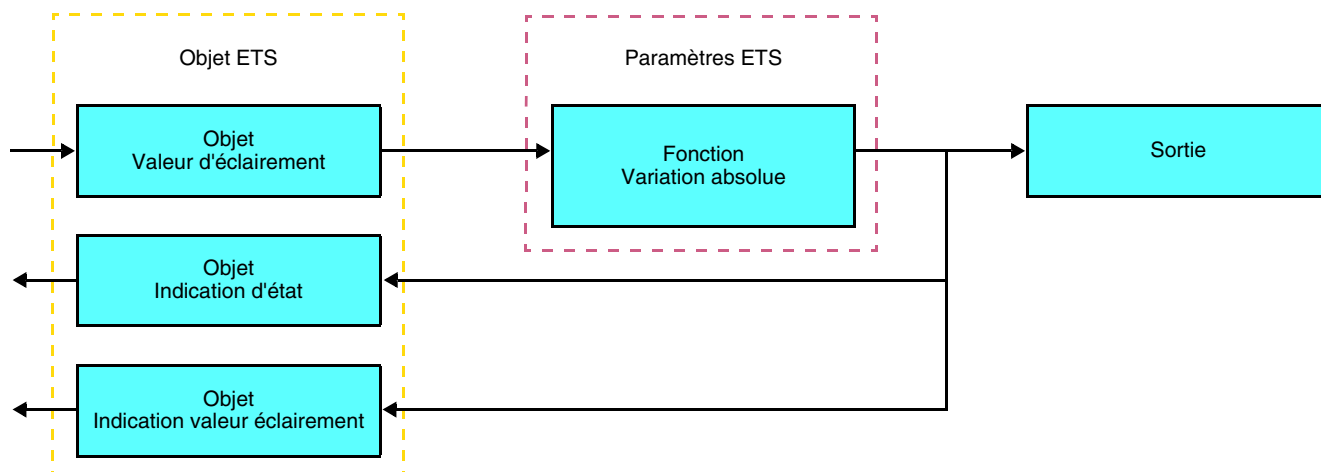 Objet ETS
Paramètres ETS
Objet
Valeur d'éclairement
Fonction
Variation absolue
Sortie
Objet
Indication d'état
Objet
Indication valeur éclairement